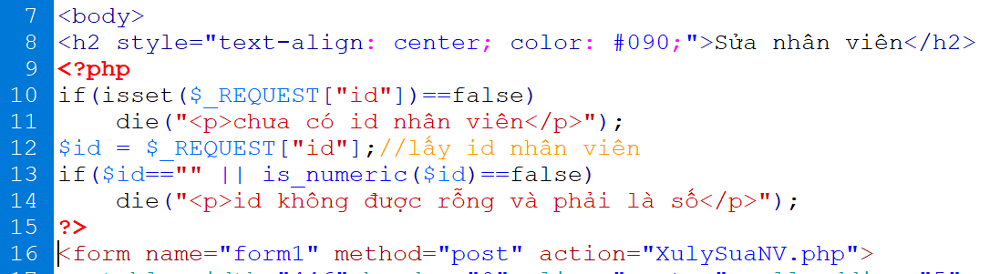 7 <body>
8 <h2 style="text-align: center; color: #090;">Sửa nhân viên</h2>
9 <?php
10 if(isset($_REQUEST["id"])==false)
11     die("<p>chưa có id nhân viên</p>");
12 $id = $_REQUEST["id"];//lấy id nhân viên
13 if($id=="" || is_numeric($id)==false)
14     die("<p>id không được rỗng và phải là số</p>");
15 ?>
16 <form name="form1" method="post" action="XulySuaNV.php">